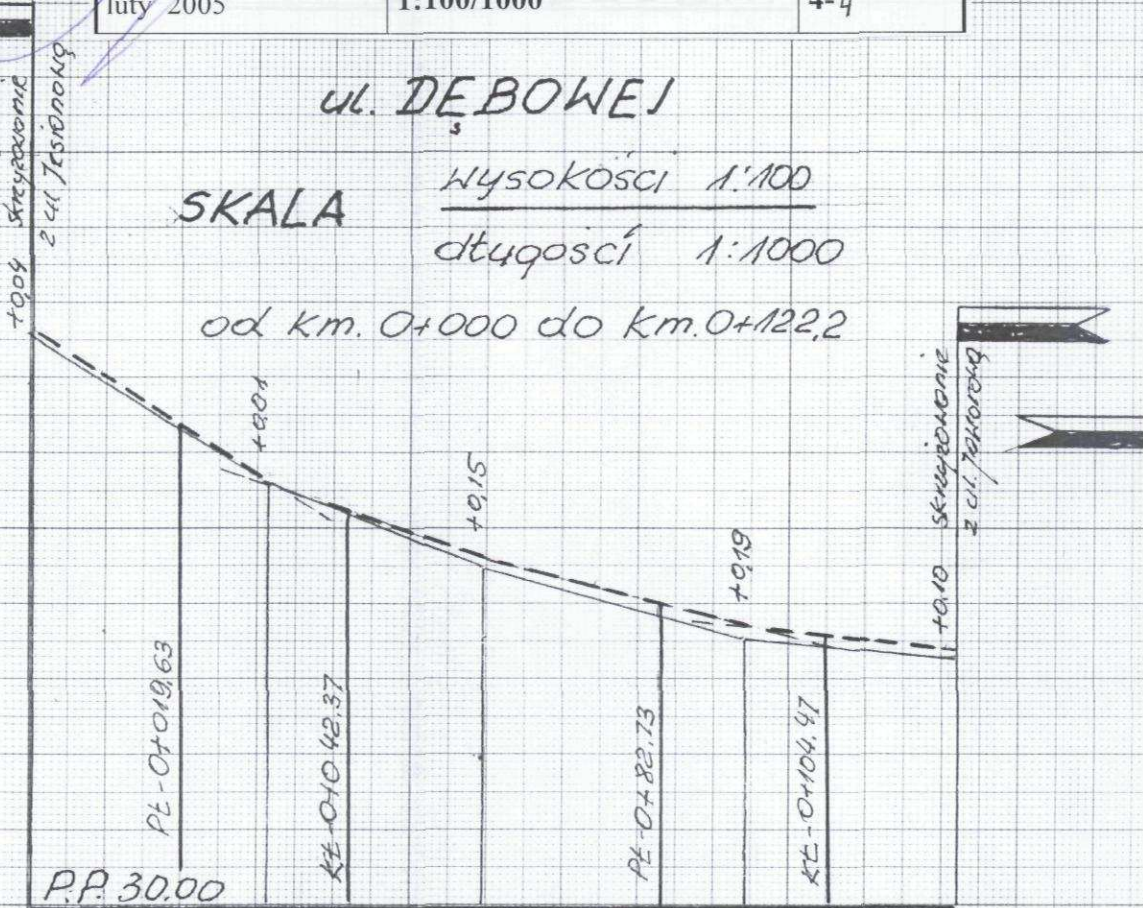 luty 2005 1:100/1000 4-4
ul. DĘBOWEJ
SKALA wysokości 1:100
długości 1:1000
od km. 0+000 do km. 0+122,2
+0,04 skrzyżowanie
z ul Jesionową
+0,01
+0,15
+0,19
+0,10 skrzyżowanie
z ul. Jaworową
PŁ-0+019,63
KŁ-0+042.37
PŁ-0+82.73
KŁ-0+104.47
P.P. 30.00